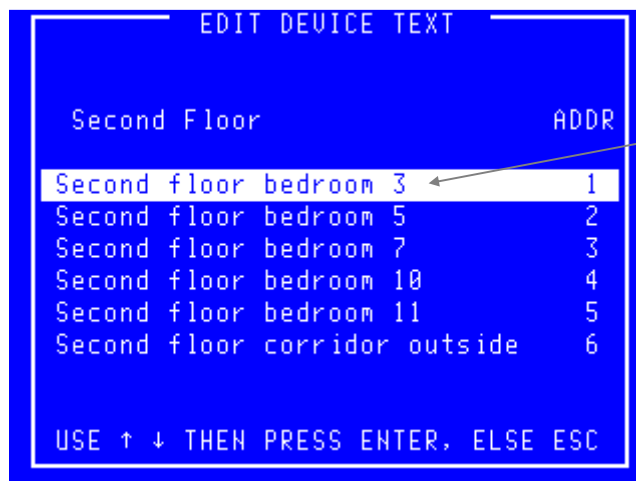 EDIT DEVICE TEXT
Second Floor ADDR
Second floor bedroom 3 1
Second floor bedroom 5 2
Second floor bedroom 7 3
Second floor bedroom 10 4
Second floor bedroom 11 5
Second floor corridor outside 6
USE ↑ ↓ THEN PRESS ENTER, ELSE ESC